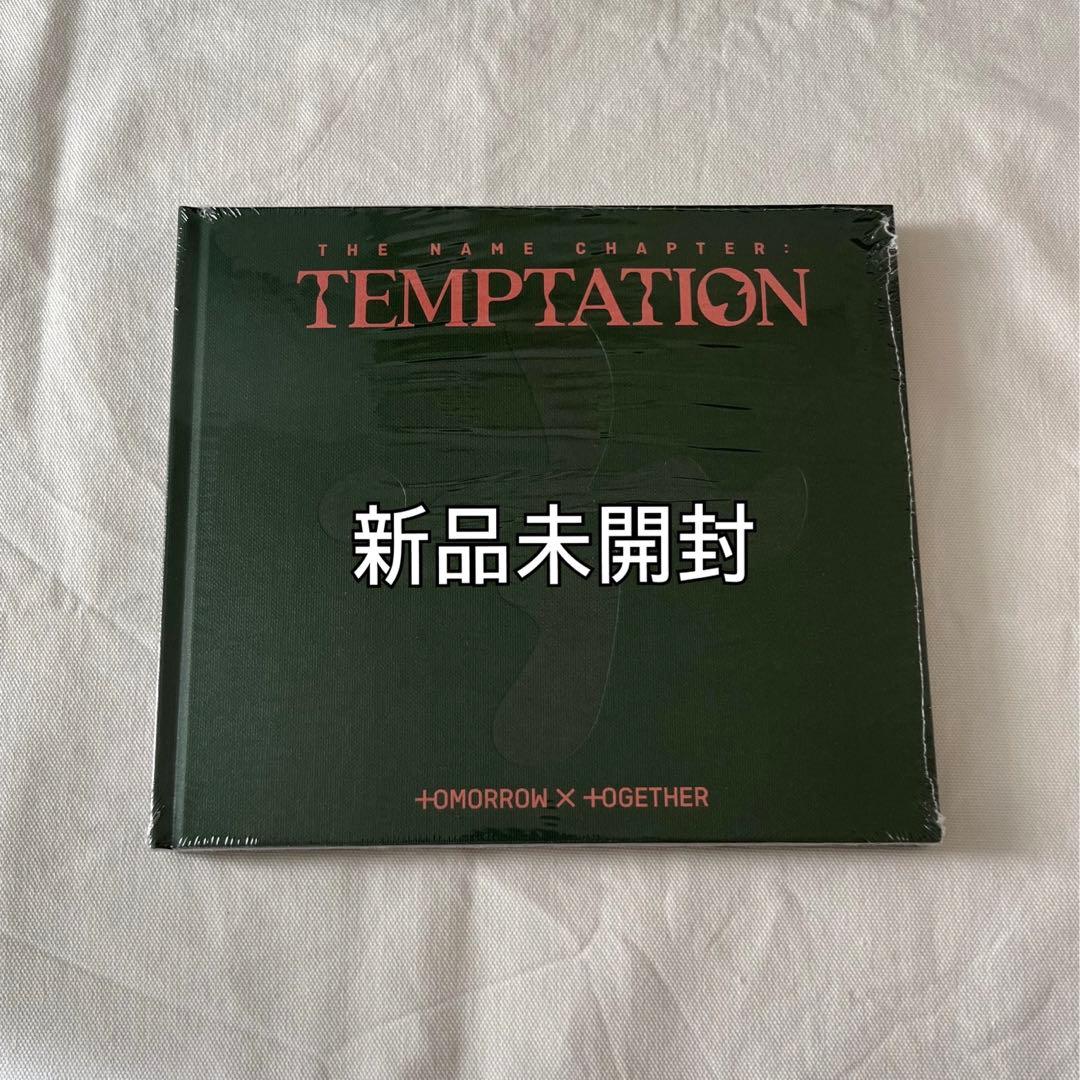 THE NAME CHAPTER:
TEMPTATION
新品未開封
TOMORROW X TOGETHER